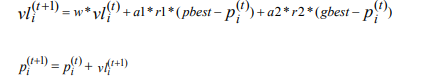 vl_i^{(t+1)} = w* vl_i^{(t)} + a1* r1* (pbest - p_i^{(t)}) + a2* r2* (gbest - p_i^{(t)})
p_i^{(t+1)} = p_i^{(t)} + vl_i^{(t+1)}